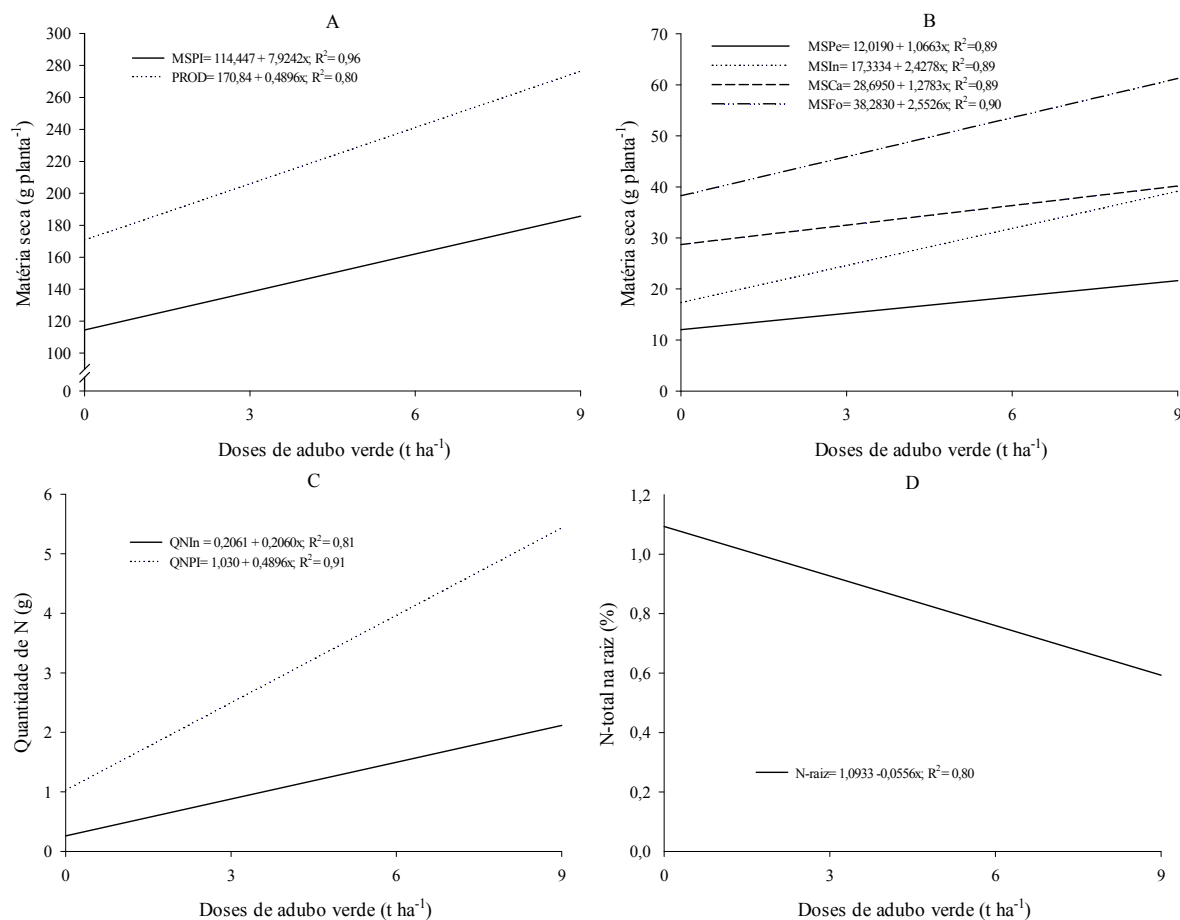 A
MSPI= 114,447 + 7,9242x; R²= 0,96
PROD= 170,84 + 0,4896x; R²= 0,80
300
280
260
240
220
200
180
160
140
120
100
0
Matéria seca (g planta⁻¹)
0 3 6 9
Doses de adubo verde (t ha⁻¹)
B
MSPe= 12,0190 + 1,0663x; R²=0,89
MSIn= 17,3334 + 2,4278x; R²=0,89
MSCa= 28,6950 + 1,2783x; R²=0,89
MSFo= 38,2830 + 2,5526x; R²= 0,90
70
60
50
40
30
20
10
0
Matéria seca (g planta⁻¹)
0 3 6 9
Doses de adubo verde (t ha⁻¹)
C
QNIn = 0,2061 + 0,2060x; R²= 0,81
QNPI= 1,030 + 0,4896x; R²= 0,91
6
5
4
3
2
1
0
Quantidade de N (g)
0 3 6 9
Doses de adubo verde (t ha⁻¹)
D
1,2
1,0
0,8
0,6
0,4
0,2
0,0
N-total na raiz (%)
N-raiz= 1,0933 -0,0556x; R²= 0,80
0 3 6 9
Doses de adubo verde (t ha⁻¹)